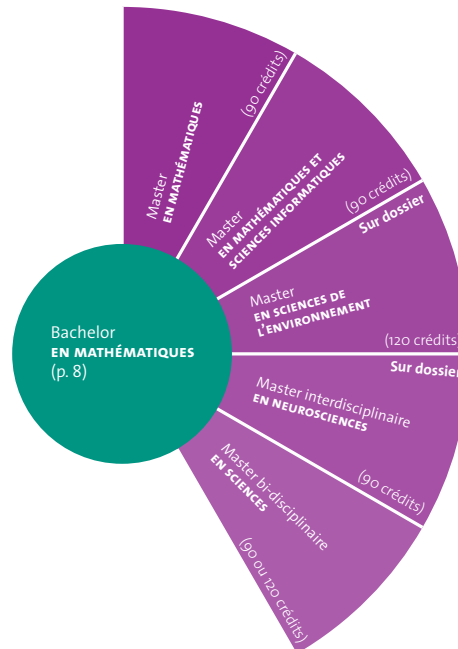 Master
EN MATHÉMATIQUES
(90 crédits)
Master
EN MATHÉMATIQUES ET
SCIENCES INFORMATIQUES
(90 crédits)
Sur dossier
Master
EN SCIENCES DE
L'ENVIRONNEMENT
(120 crédits)
Bachelor
EN MATHÉMATIQUES
(p. 8)
Sur dossier
Master interdisciplinaire
EN NEUROSCIENCES
(90 crédits)
Master bi-disciplinaire
EN SCIENCES
(90 ou 120 crédits)